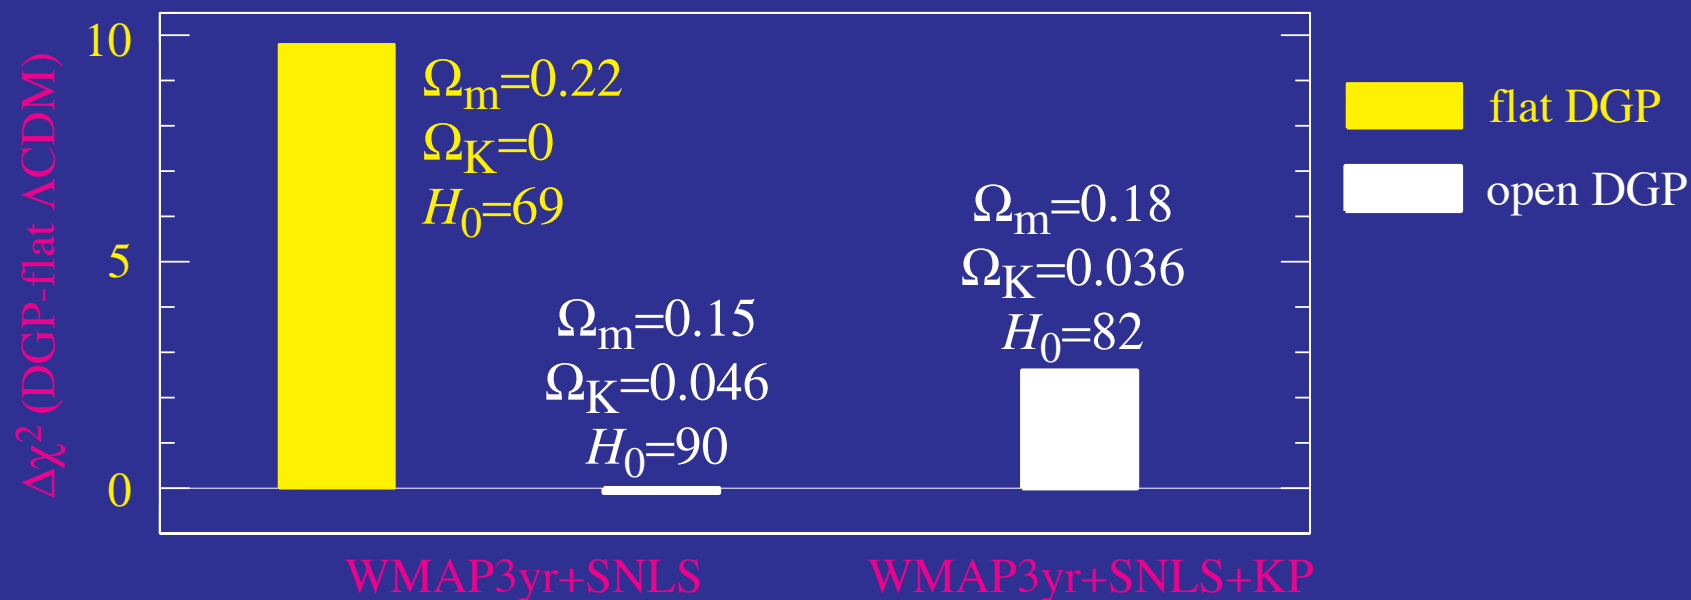 Δχ² (DGP-flat ΛCDM)
10
5
0
Ωm=0.22
ΩK=0
H0=69
Ωm=0.15
ΩK=0.046
H0=90
Ωm=0.18
ΩK=0.036
H0=82
flat DGP
open DGP
WMAP3yr+SNLS
WMAP3yr+SNLS+KP